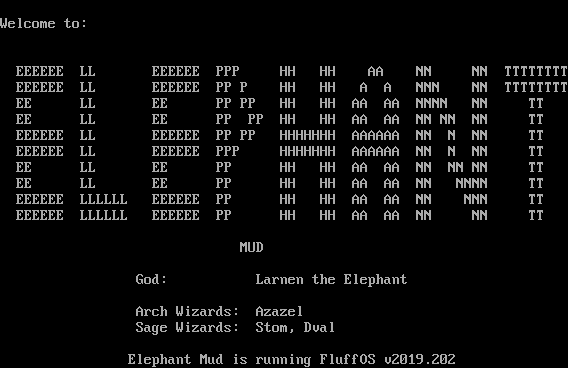 Welcome to:
EEEEEE  LL       EEEEEE  PPP     HH   HH    AA    NN     NN  TTTTTTTT
EEEEEE  LL       EEEEEE  PP P    HH   HH   A  A   NNN    NN  TTTTTTTT
EE      LL       EE      PP PP   HH   HH  AA  AA  NNNN   NN     TT
EE      LL       EE      PP  PP  HH   HH  AA  AA  NN NN  NN     TT
EEEEEE  LL       EEEEEE  PP PP   HHHHHHH  AAAAAA  NN  N  NN     TT
EEEEEE  LL       EEEEEE  PPP     HHHHHHH  AAAAAA  NN  N  NN     TT
EE      LL       EE      PP      HH   HH  AA  AA  NN  NN NN     TT
EE      LL       EE      PP      HH   HH  AA  AA  NN   NNNN     TT
EEEEEE  LLLLLL   EEEEEE  PP      HH   HH  AA  AA  NN    NNN     TT
EEEEEE  LLLLLL   EEEEEE  PP      HH   HH  AA  AA  NN     NN     TT
MUD
God:           Larnen the Elephant
Arch Wizards:  Azazel
Sage Wizards:  Stom, Dval
Elephant Mud is running FluffOS v2019.202